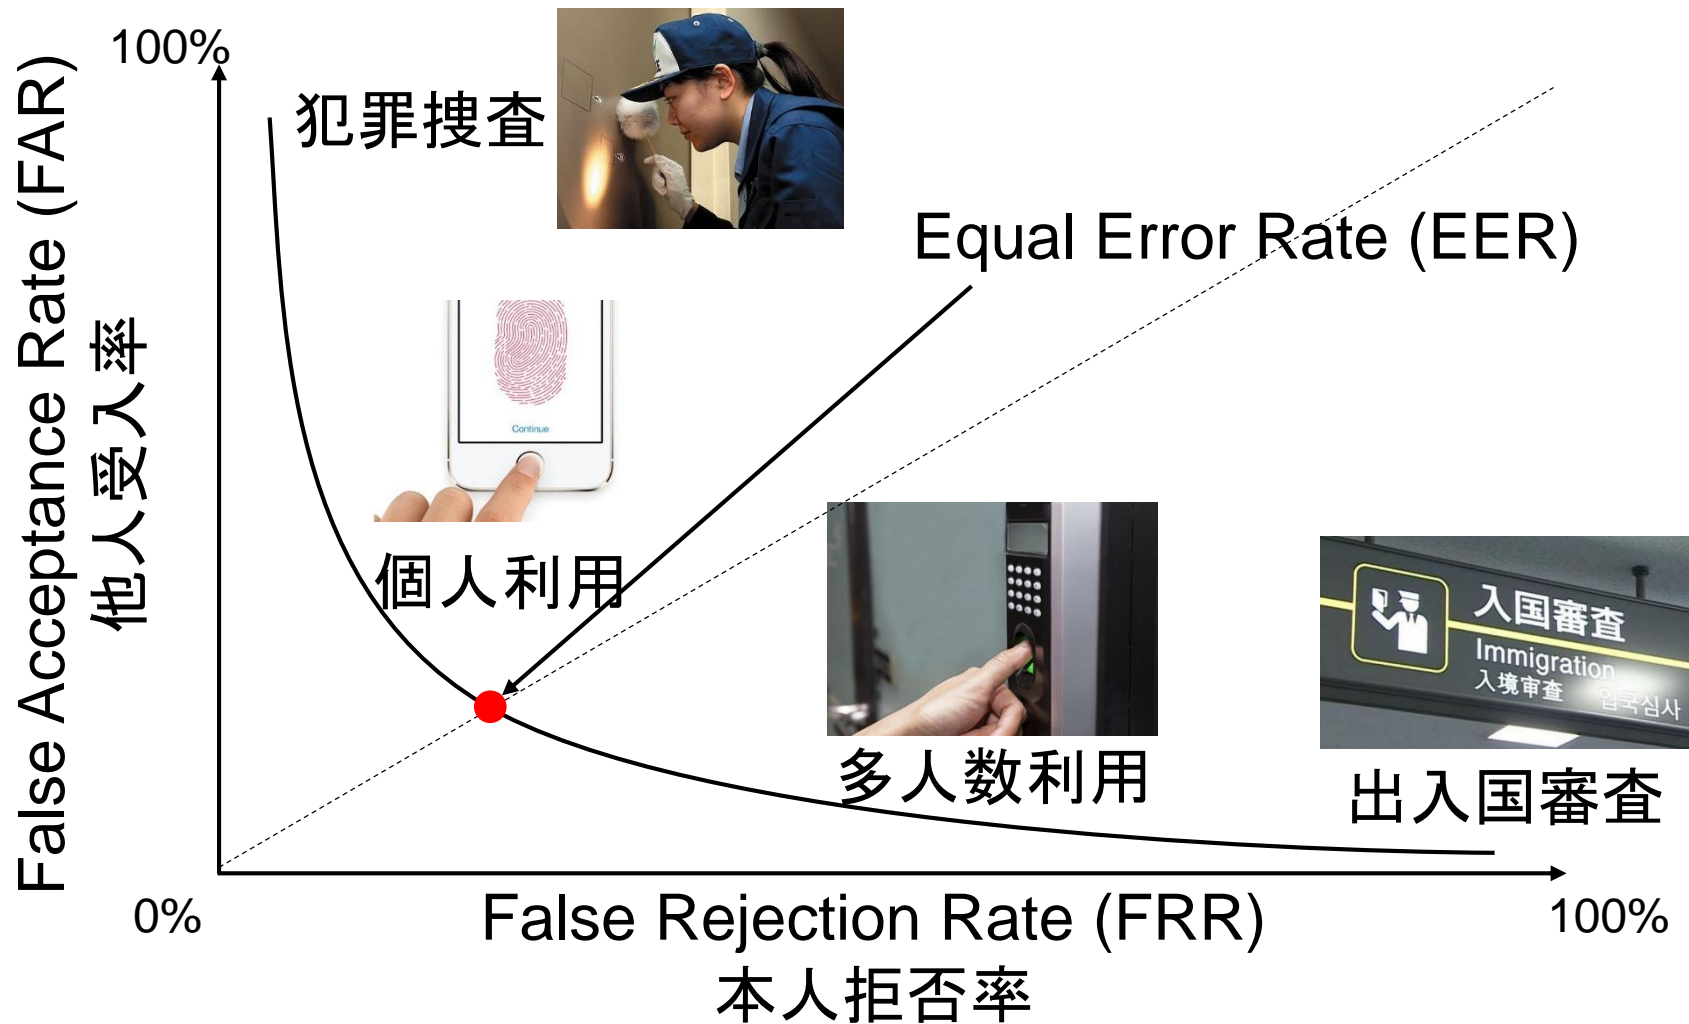 100%
False Acceptance Rate (FAR)
他人受入率
犯罪捜査
Equal Error Rate (EER)
Continue
個人利用
多人数利用
入国審査
Immigration
入境审查 입국심사
出入国審査
0%
False Rejection Rate (FRR)
100%
本人拒否率